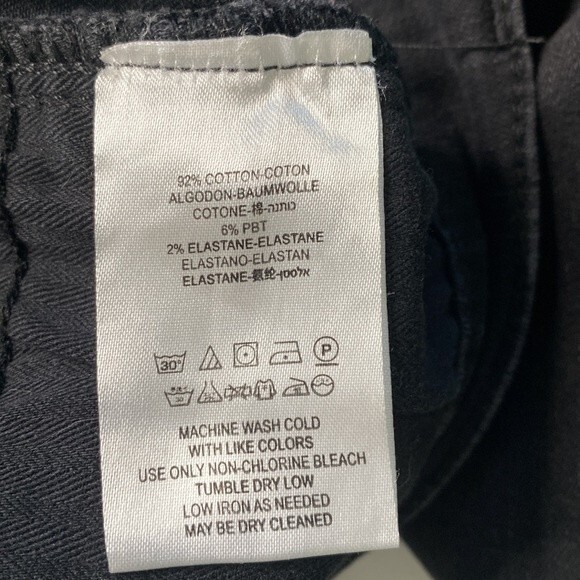 92% COTTON-COTON
ALGODON-BAUMWOLLE
COTONE-棉-כותנה
6% PBT
2% ELASTANE-ELASTANE
ELASTANO-ELASTAN
ELASTANE-氨纶-אלסטן
30°
P
MACHINE WASH COLD
WITH LIKE COLORS
USE ONLY NON-CHLORINE BLEACH
TUMBLE DRY LOW
LOW IRON AS NEEDED
MAY BE DRY CLEANED